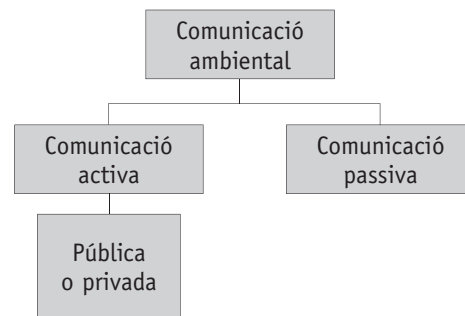 Comunicació
ambiental
Comunicació
activa
Comunicació
passiva
Pública
o privada